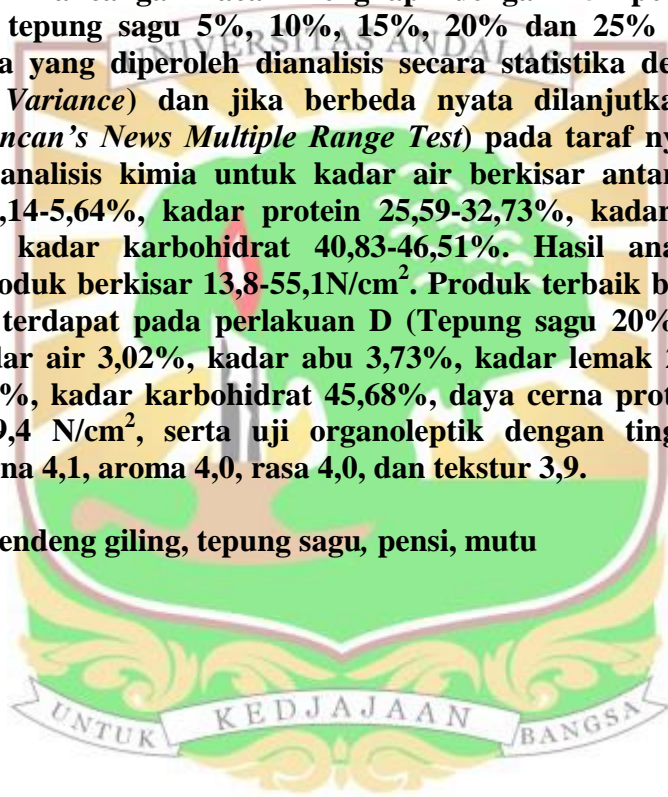 tepung sagu 5%, 10%, 15%, 20% dan 25%
UNIVERSITAS ANDALAS
a yang diperoleh dianalisis secara statistika de
Variance) dan jika berbeda nyata dilanjutka
ncan's News Multiple Range Test) pada taraf ny
analisis kimia untuk kadar air berkisar antar
,14-5,64%, kadar protein 25,59-32,73%, kadar
kadar karbohidrat 40,83-46,51%. Hasil ana
oduk berkisar 13,8-55,1N/cm². Produk terbaik b
terdapat pada perlakuan D (Tepung sagu 20%
dar air 3,02%, kadar abu 3,73%, kadar lemak
%, kadar karbohidrat 45,68%, daya cerna prot
9,4 N/cm², serta uji organoleptik dengan ting
na 4,1, aroma 4,0, rasa 4,0, dan tekstur 3,9.
endeng giling, tepung sagu, pensi, mutu
UNTUK KEDJAJAAN BANGSA